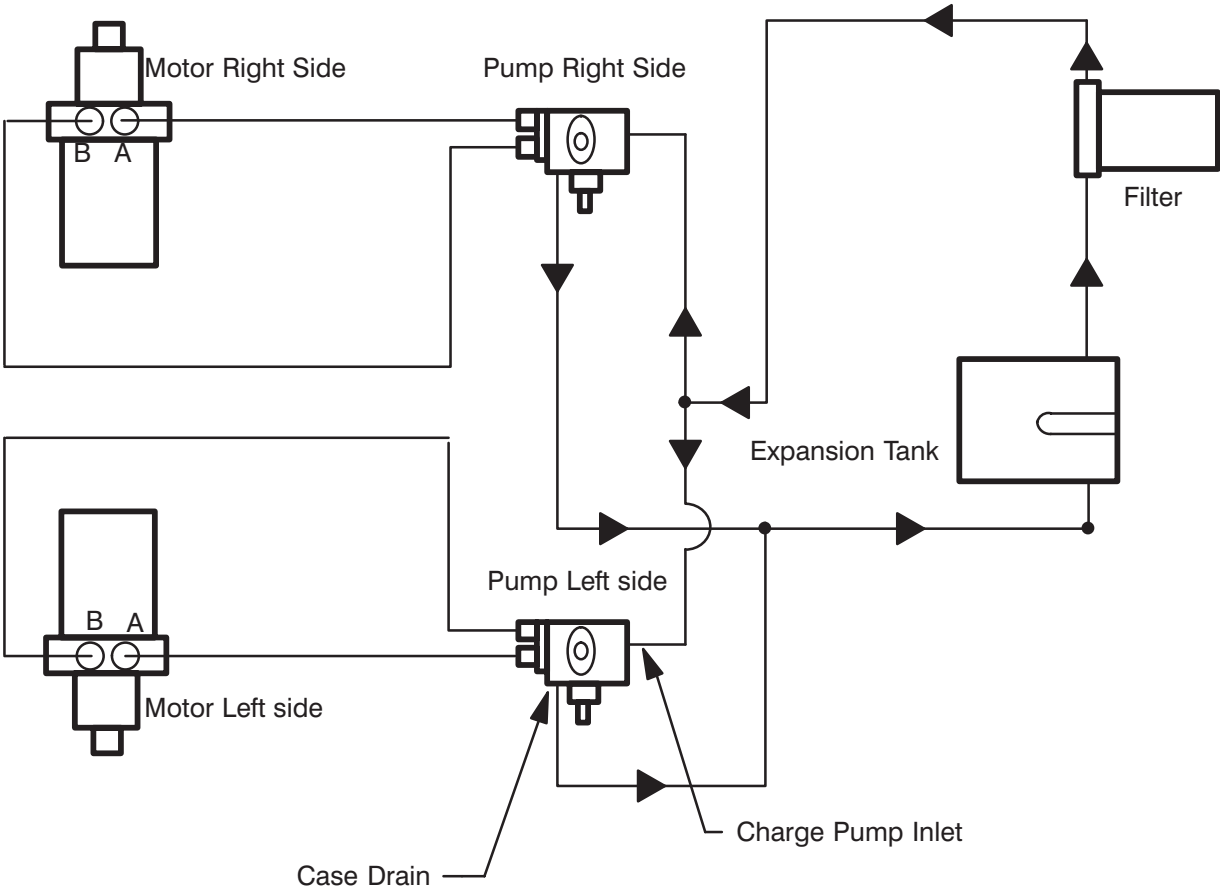 Motor Right Side
Pump Right Side
B A
Filter
Expansion Tank
Pump Left side
B A
Motor Left side
Charge Pump Inlet
Case Drain